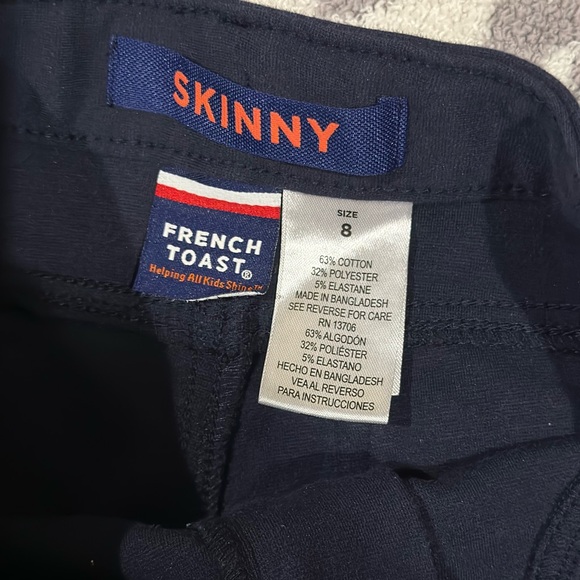 SKINNY
FRENCH
TOAST®
Helping All Kids Shine™
SIZE
8
63% COTTON
32% POLYESTER
5% ELASTANE
MADE IN BANGLADESH
SEE REVERSE FOR CARE
RN 13706
63% ALGODÓN
32% POLIÉSTER
5% ELASTANO
HECHO EN BANGLADESH
VEA AL REVERSO
PARA INSTRUCCIONES